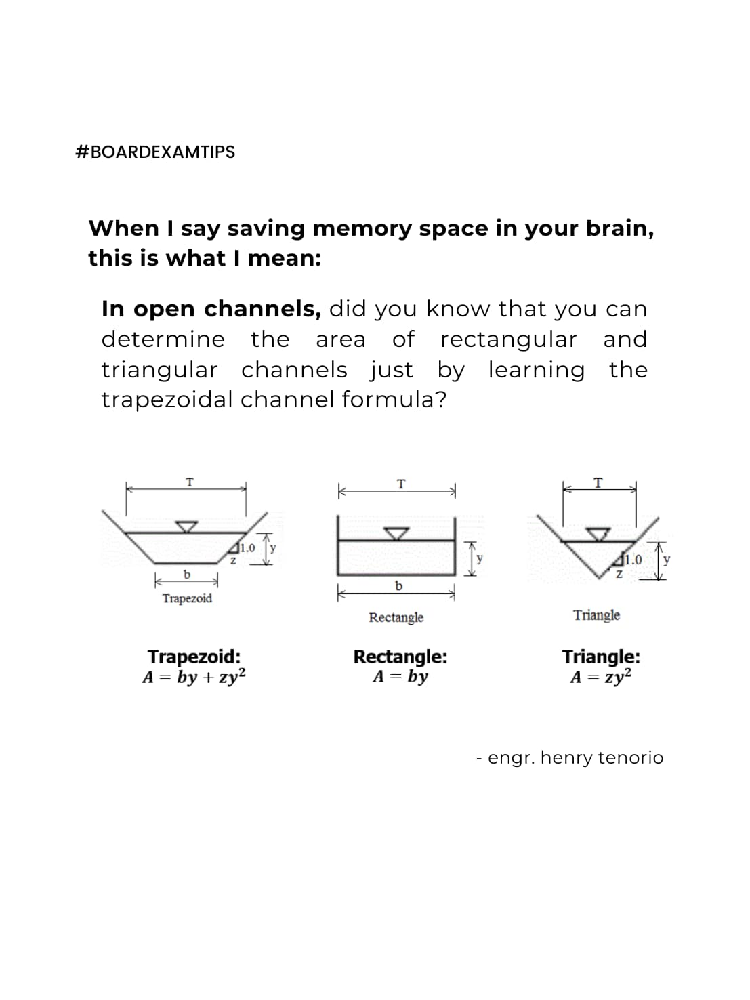 #BOARDEXAMTIPS
When I say saving memory space in your brain,
this is what I mean:
In open channels, did you know that you can
determine the area of rectangular and
triangular channels just by learning the
trapezoidal channel formula?
T
1.0
z
y
b
Trapezoid
T
y
b
Rectangle
T
1.0
z
y
Triangle
Trapezoid:
A = by + zy²
Rectangle:
A = by
Triangle:
A = zy²
- engr. henry tenorio